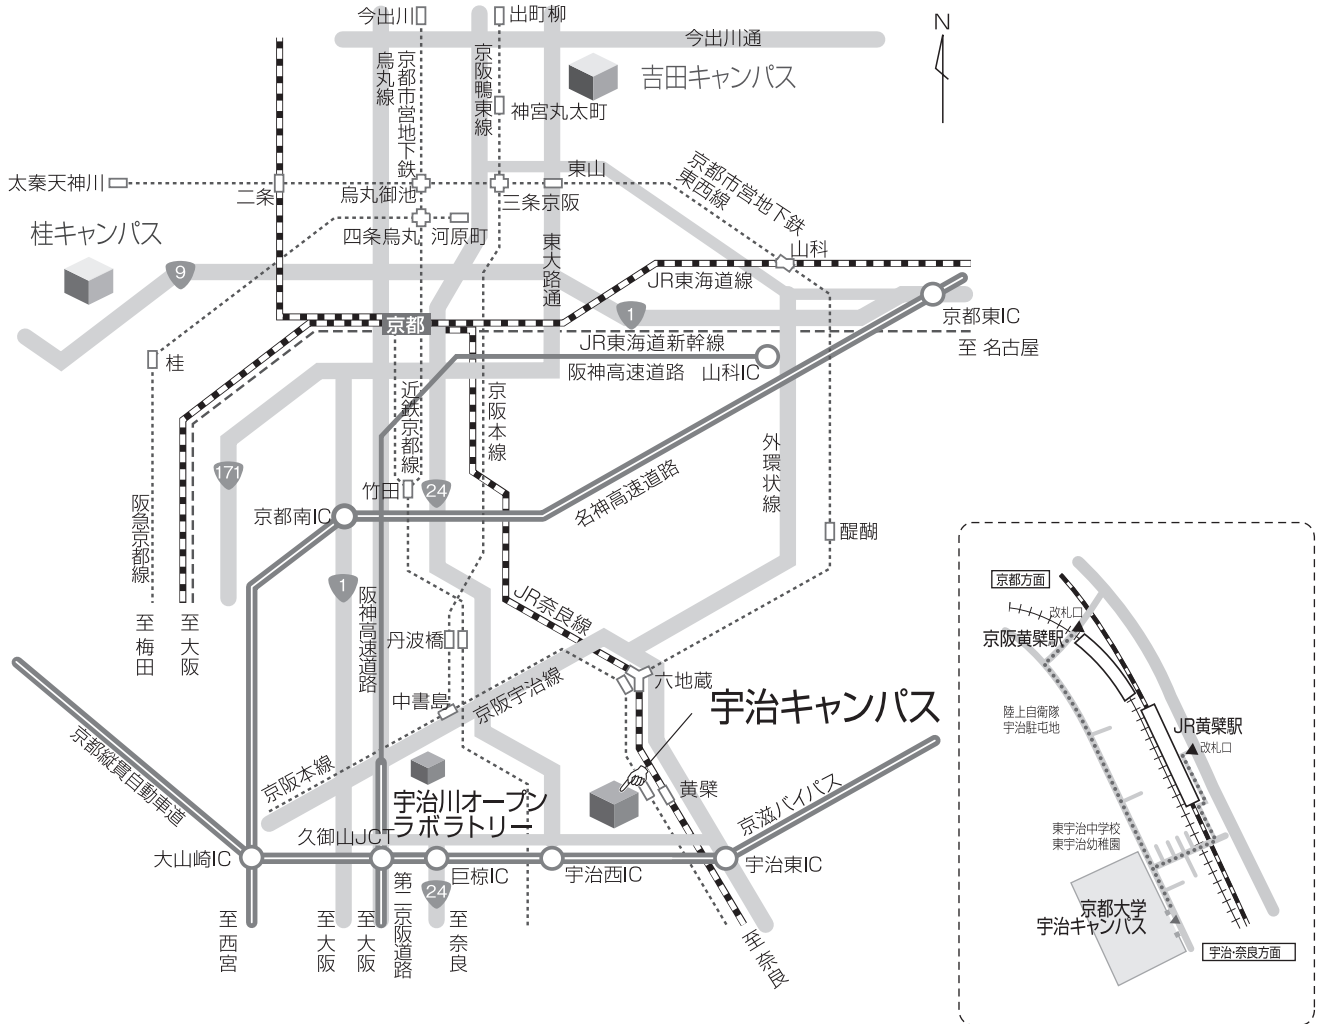 今出川
出町柳
今出川通
N
京都市営地下鉄
烏丸線
京阪鴨東線
吉田キャンパス
神宮丸太町
太秦天神川
二条
烏丸御池
三条京阪
東山
京都市営地下鉄
東西線
桂キャンパス
四条烏丸
河原町
東大路通
山科
9
JR東海道線
1
京都
京都東IC
JR東海道新幹線
至 名古屋
桂
阪神高速道路
山科IC
近鉄京都線
京阪本線
外環状線
171
竹田
24
名神高速道路
京都南IC
醍醐
阪急京都線
1
阪神高速道路
JR奈良線
至梅田
至大阪
丹波橋
六地蔵
中書島
京阪宇治線
宇治キャンパス
京都縦貫自動車道
京阪本線
黄檗
宇治川オープン
ラボラトリー
京滋バイパス
久御山JCT
大山崎IC
巨椋IC
宇治西IC
宇治東IC
24
至西宮
至大阪
至大阪
第二京阪道路
至奈良
至奈良
京都方面
改札口
京阪黄檗駅
陸上自衛隊
宇治駐屯地
JR黄檗駅
改札口
東宇治中学校
東宇治幼稚園
京都大学
宇治キャンパス
宇治・奈良方面